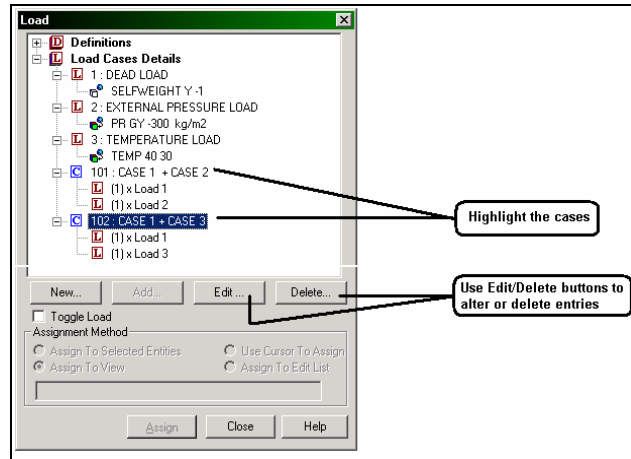 Load
Definitions
Load Cases Details
1 : DEAD LOAD
SELFWEIGHT Y -1
2 : EXTERNAL PRESSURE LOAD
PR GY -300 kg/m2
3 : TEMPERATURE LOAD
TEMP 40 30
101 : CASE 1 + CASE 2
(1) x Load 1
(1) x Load 2
102 : CASE 1 + CASE 3
(1) x Load 1
(1) x Load 3
Highlight the cases
New... Add... Edit ... Delete...
Use Edit/Delete buttons to
alter or delete entries
Toggle Load
Assignment Method
Assign To Selected Entities Use Cursor To Assign
Assign To View Assign To Edit List
Assign Close Help